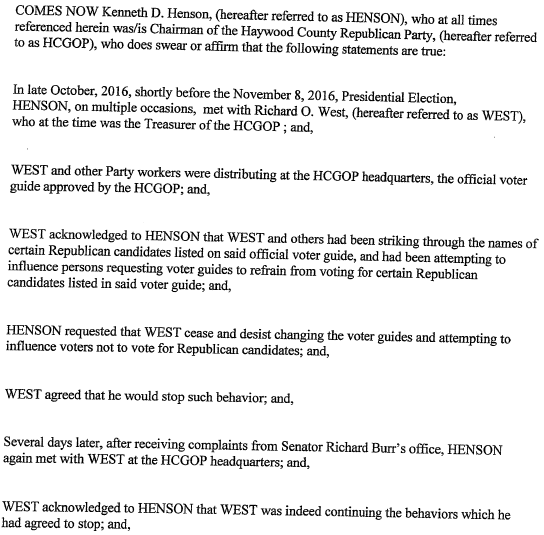 COMES NOW Kenneth D. Henson, (hereafter referred to as HENSON), who at all times
referenced herein was/is Chairman of the Haywood County Republican Party, (hereafter referred
to as HCGOP), who does swear or affirm that the following statements are true:
In late October, 2016, shortly before the November 8, 2016, Presidential Election,
HENSON, on multiple occasions, met with Richard O. West, (hereafter referred to as WEST),
who at the time was the Treasurer of the HCGOP ; and,
WEST and other Party workers were distributing at the HCGOP headquarters, the official voter
guide approved by the HCGOP; and,
WEST acknowledged to HENSON that WEST and others had been striking through the names of
certain Republican candidates listed on said official voter guide, and had been attempting to
influence persons requesting voter guides to refrain from voting for certain Republican
candidates listed in said voter guide; and,
HENSON requested that WEST cease and desist changing the voter guides and attempting to
influence voters not to vote for Republican candidates; and,
WEST agreed that he would stop such behavior; and,
Several days later, after receiving complaints from Senator Richard Burr's office, HENSON
again met with WEST at the HCGOP headquarters; and,
WEST acknowledged to HENSON that WEST was indeed continuing the behaviors which he
had agreed to stop; and,